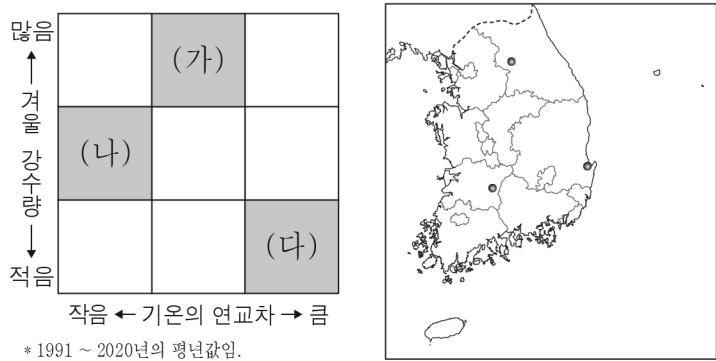 많음
(가)
겨울 강수량
(나)
(다)
적음
작음 ← 기온의 연교차 → 큼
* 1991 ~ 2020년의 평년값임.